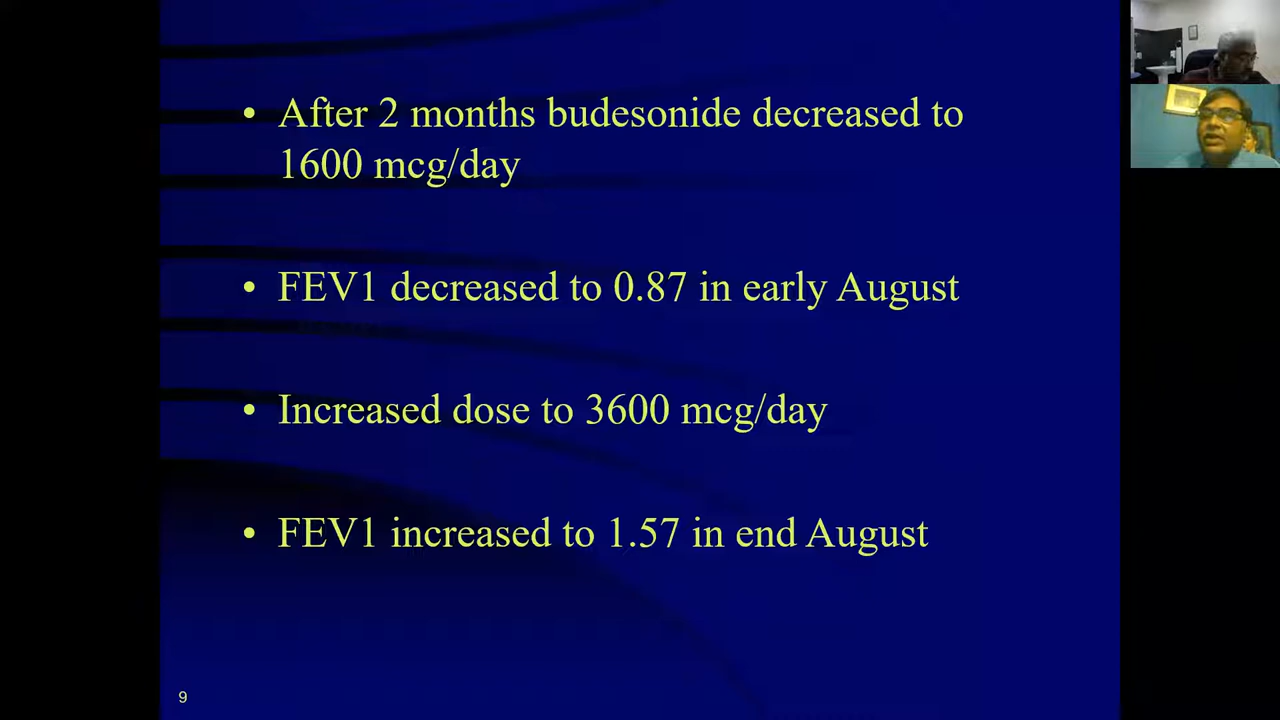 • After 2 months budesonide decreased to
1600 mcg/day
• FEV1 decreased to 0.87 in early August
• Increased dose to 3600 mcg/day
• FEV1 increased to 1.57 in end August
9